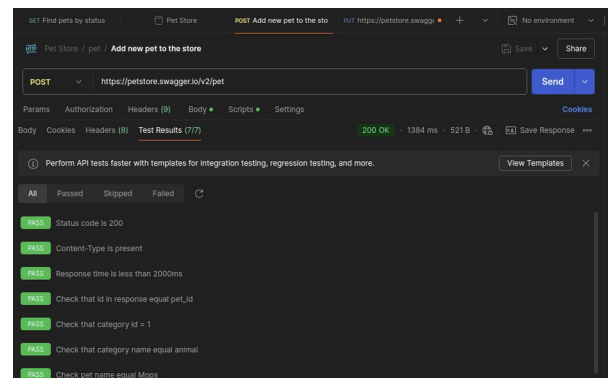 GET Find pets by status Pet Store POST Add new pet to the sto PUT https://petstore.swagge No environment
Pet Store / pet / Add new pet to the store Save Share
POST https://petstore.swagger.io/v2/pet Send
Params Authorization Headers (9) Body Scripts Settings Cookies
Body Cookies Headers (8) Test Results (7/7) 200 OK 1384 ms 521 B Save Response
Perform API tests faster with templates for integration testing, regression testing, and more. View Templates
All Passed Skipped Failed
PASS Status code is 200
PASS Content-Type is present
PASS Response time is less than 2000ms
PASS Check that id in response equal pet_id
PASS Check that category id = 1
PASS Check that category name equal animal
PASS Check pet name equal Mops